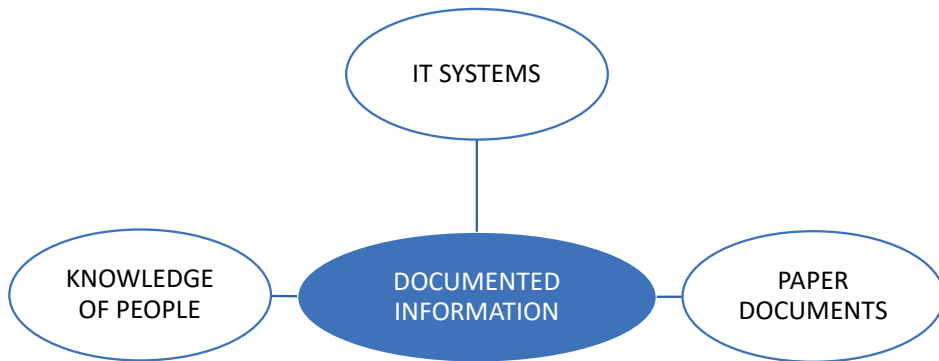 IT SYSTEMS
KNOWLEDGE
OF PEOPLE
DOCUMENTED
INFORMATION
PAPER
DOCUMENTS